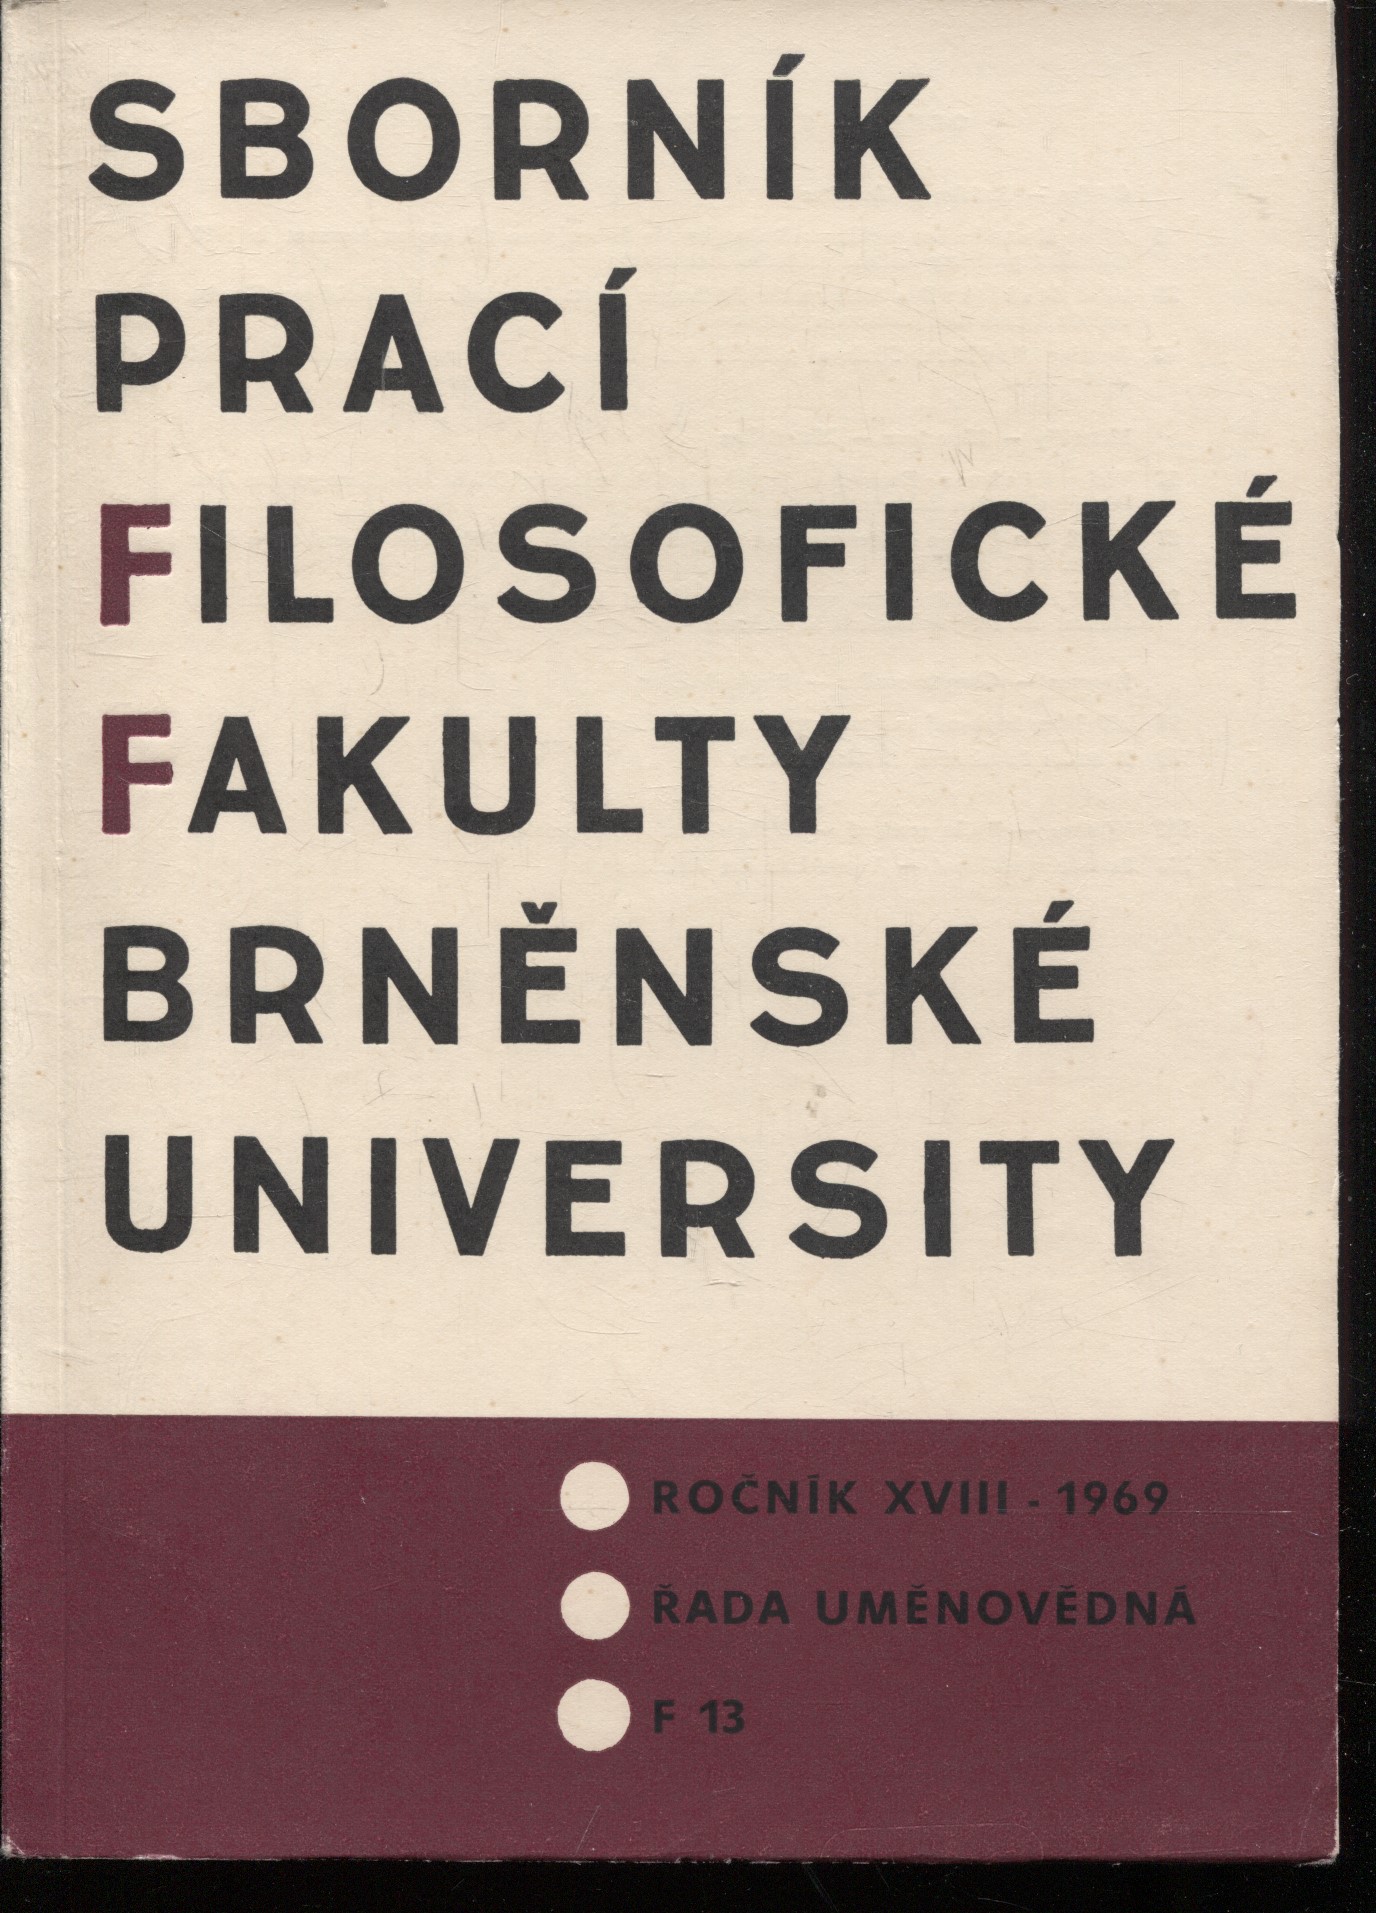 SBORNÍK
PRACÍ
FILOSOFICKÉ
FAKULTY
BRNĚNSKÉ
UNIVERSITY
ROČNÍK XVIII - 1969
ŘADA UMĚNOVĚDNÁ
F 13